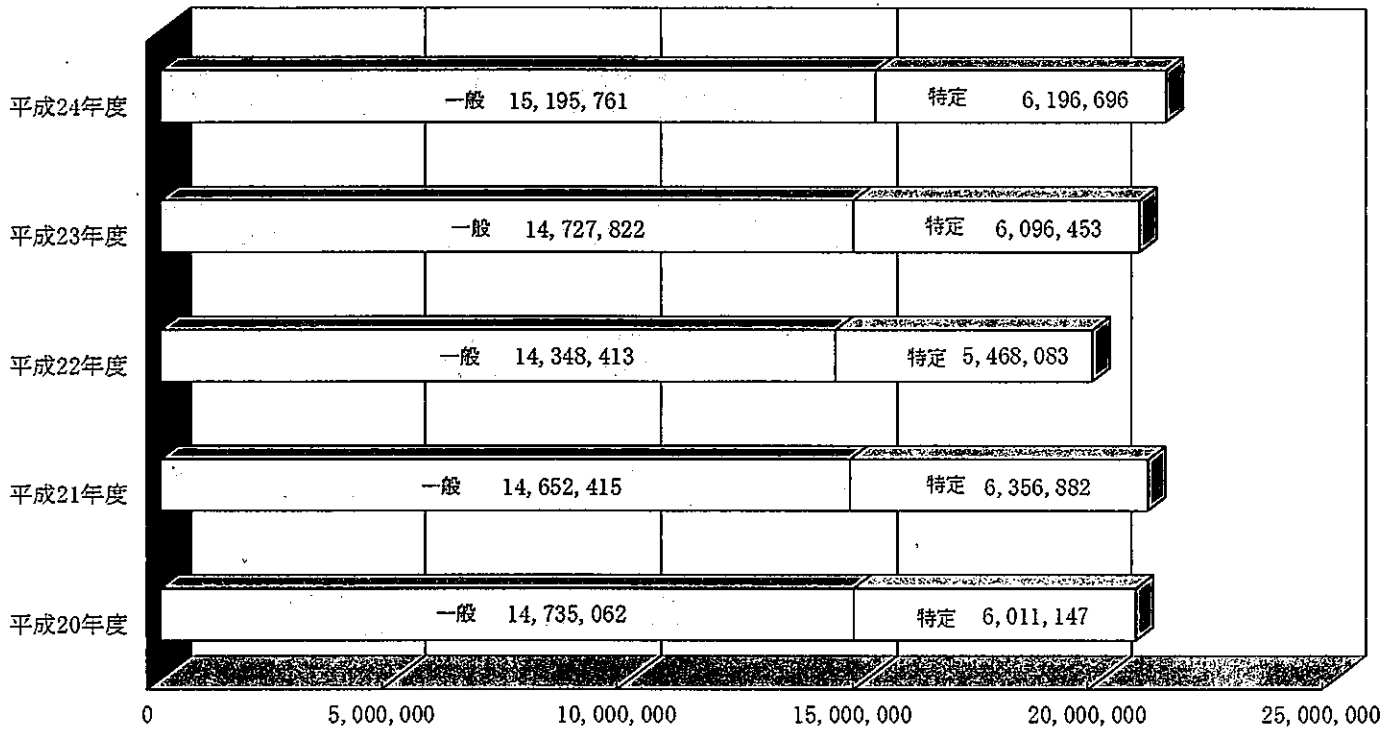 平成24年度 一般 15,195,761 特定 6,196,696
平成23年度 一般 14,727,822 特定 6,096,453
平成22年度 一般 14,348,413 特定 5,468,083
平成21年度 一般 14,652,415 特定 6,356,882
平成20年度 一般 14,735,062 特定 6,011,147
0 5,000,000 10,000,000 15,000,000 20,000,000 25,000,000